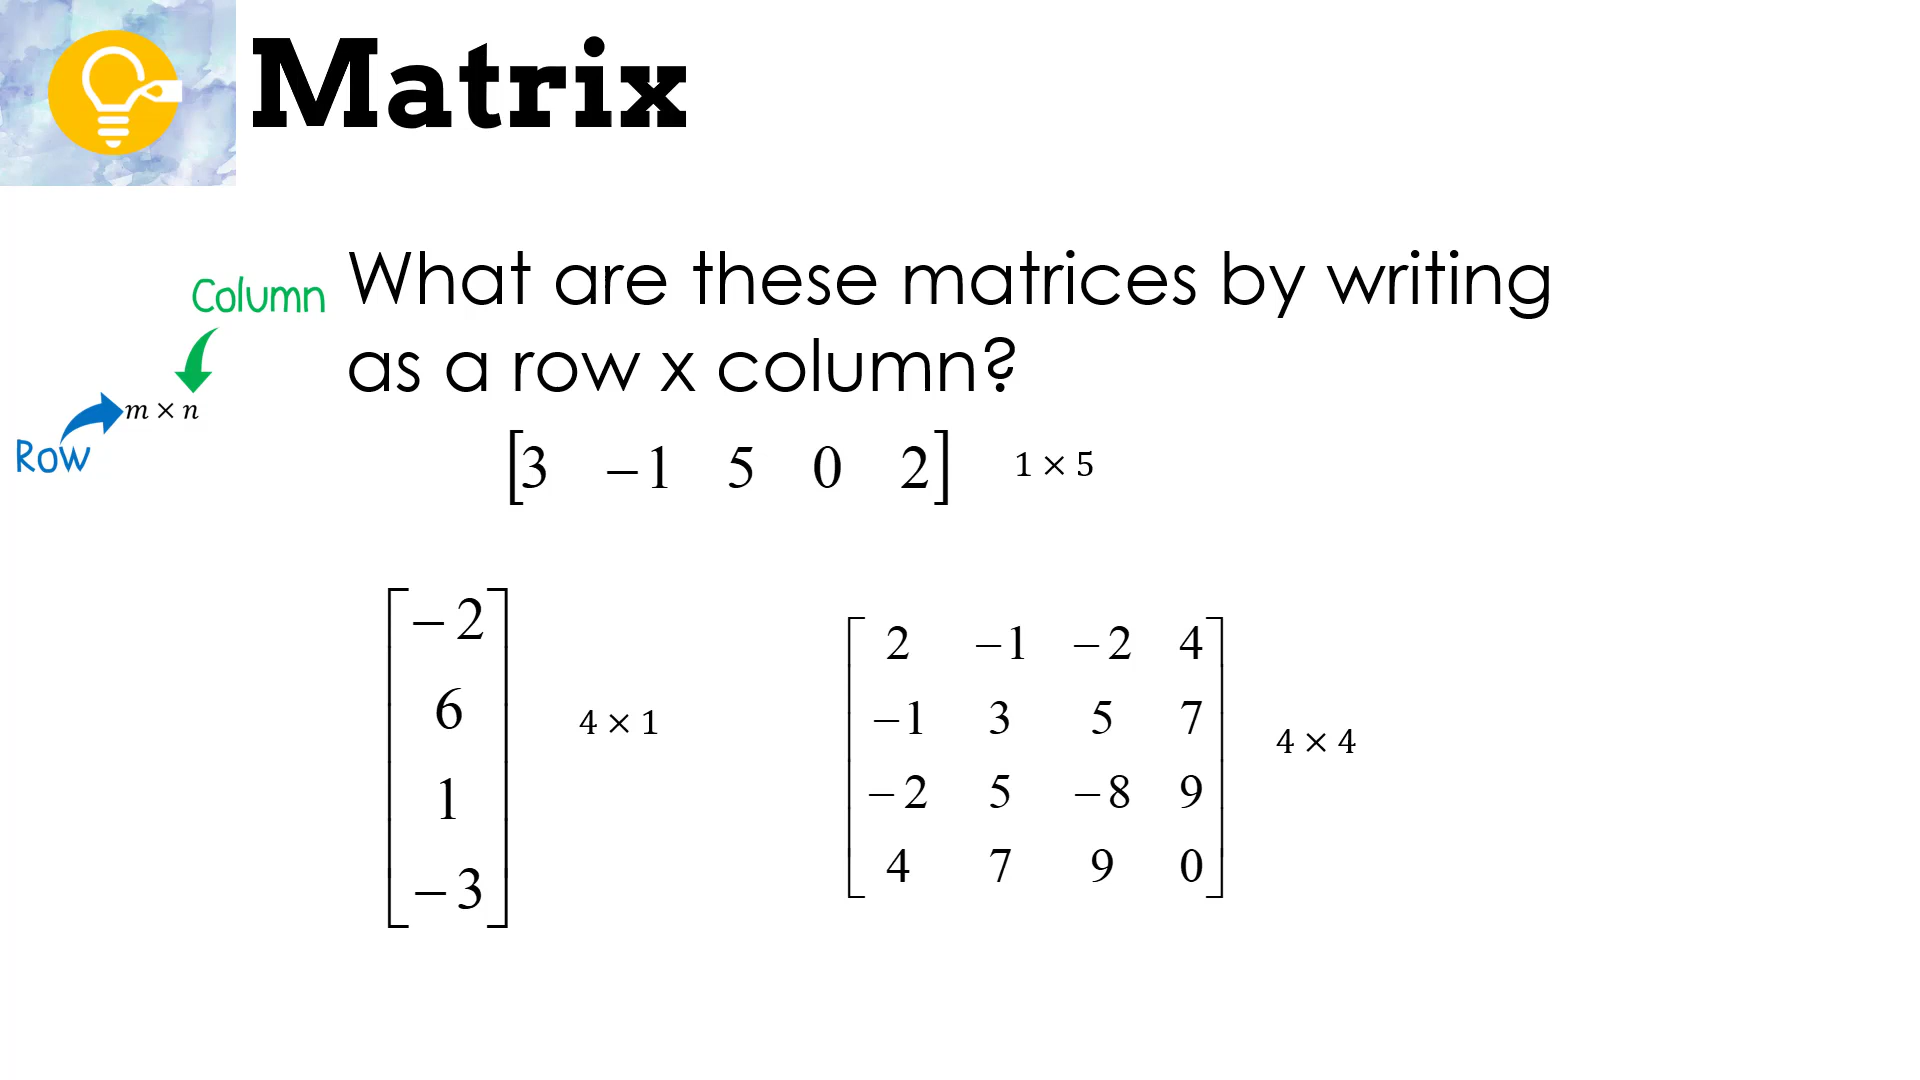 Matrix
Column
What are these matrices by writing
as a row x column?
m × n
Row
[3 −1 5 0 2] 1 × 5
−2
6
1
−3
4 × 1
2 −1 −2 4
−1 3 5 7
−2 5 −8 9
4 7 9 0
4 × 4